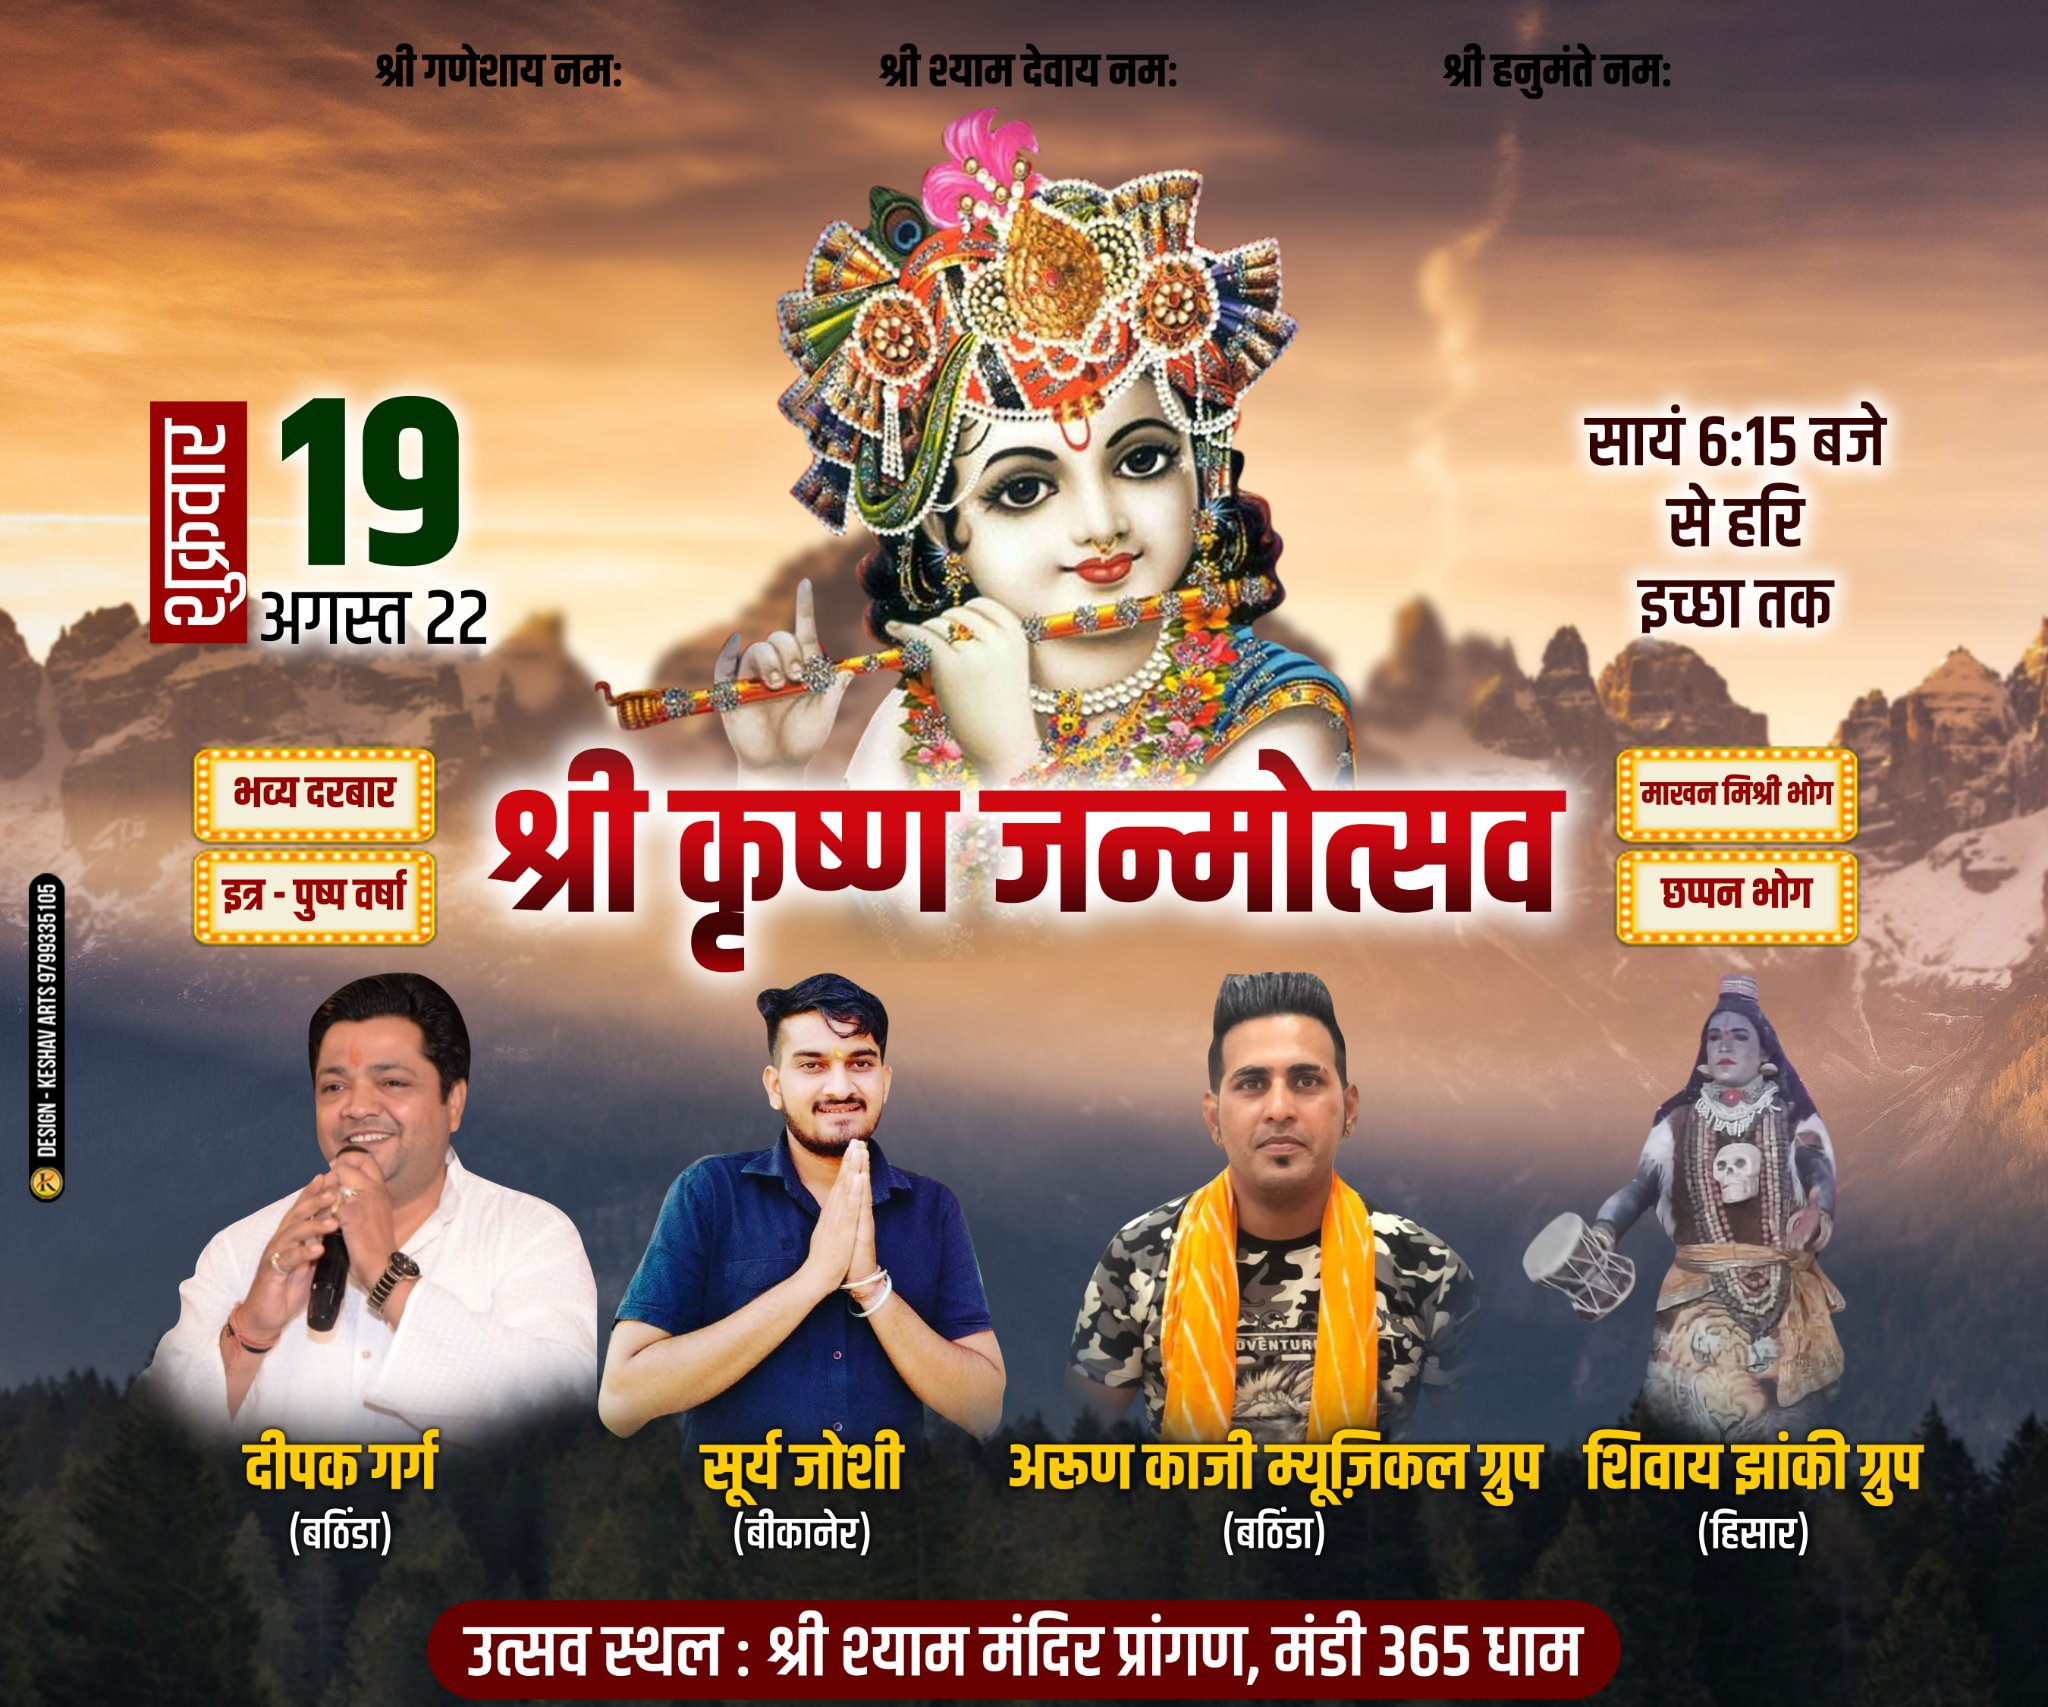 श्री गणेशाय नम:
श्री श्याम देवाय नम:
श्री हनुमंते नम:
शुक्रवार
19
अगस्त 22
सायं 6:15 बजे
से हरि
इच्छा तक
भव्य दरबार
इत्र - पुष्प वर्षा
श्री कृष्ण जन्मोत्सव
माखन मिश्री भोग
छप्पन भोग
DESIGN - KESHAV ARTS 9799335105
DVENTUR
दीपक गर्ग
(बठिंडा)
सूर्य जोशी
(बीकानेर)
अरूण काजी म्यूज़िकल ग्रुप
(बठिंडा)
शिवाय झांकी ग्रुप
(हिसार)
उत्सव स्थल : श्री श्याम मंदिर प्रांगण, मंडी 365 धाम